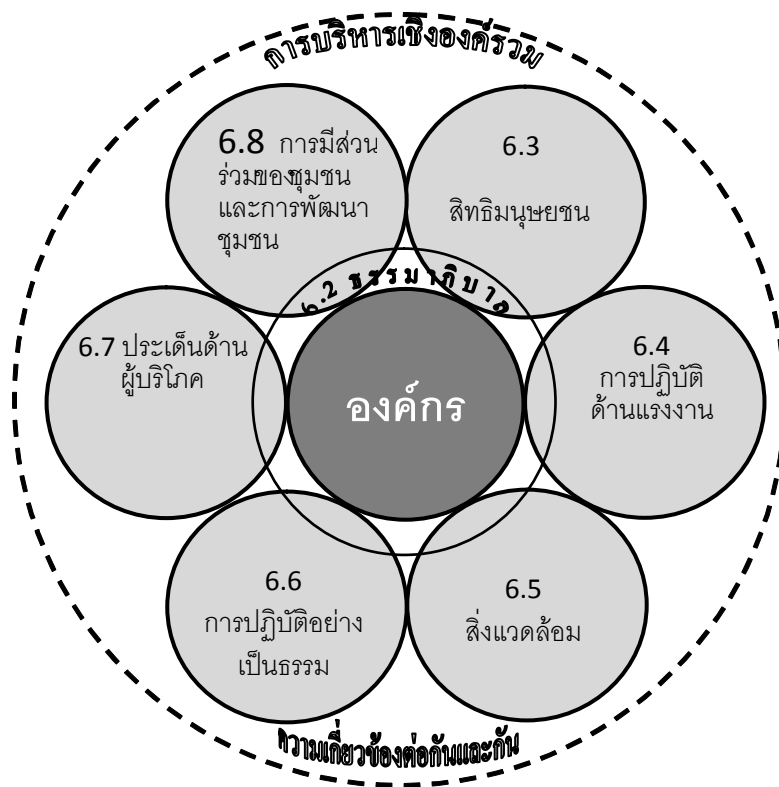 การบริหารเชิงองค์รวม
6.8 การมีส่วน
ร่วมของชุมชน
และการพัฒนา
ชุมชน
6.3
สิทธิมนุษยชน
6.2 ธรรมาภิบาล
6.7 ประเด็นด้าน
ผู้บริโภค
องค์กร
6.4
การปฏิบัติ
ด้านแรงงาน
6.6
การปฏิบัติอย่าง
เป็นธรรม
6.5
สิ่งแวดล้อม
ความเกี่ยวข้องต่อกันและกัน